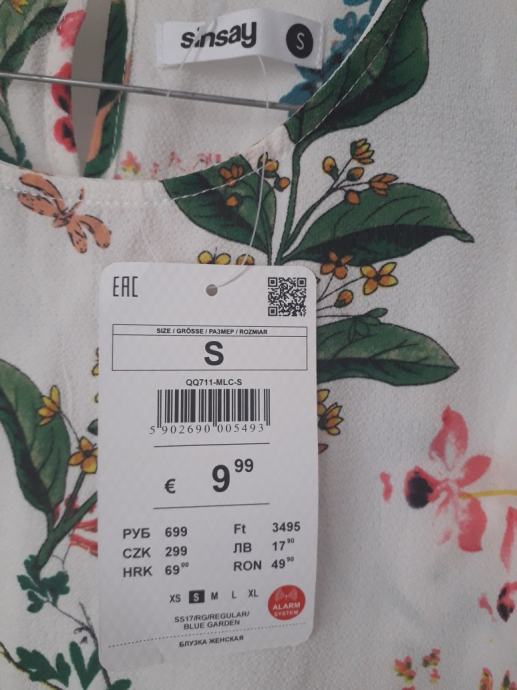 sinsay S
EAC
SIZE / GRÖSSE / РАЗМЕР / ROZMIAR
S
QQ711-MLC-S
5 902690 005493
€ 9 99
РУБ 699 Ft 3495
CZK 299 ЛВ 17 90
HRK 69 00 RON 49 90
XS S M L XL
ALARM
SYSTEM
SS17/RG/REGULAR/
BLUE GARDEN
БЛУЗКА ЖЕНСКАЯ